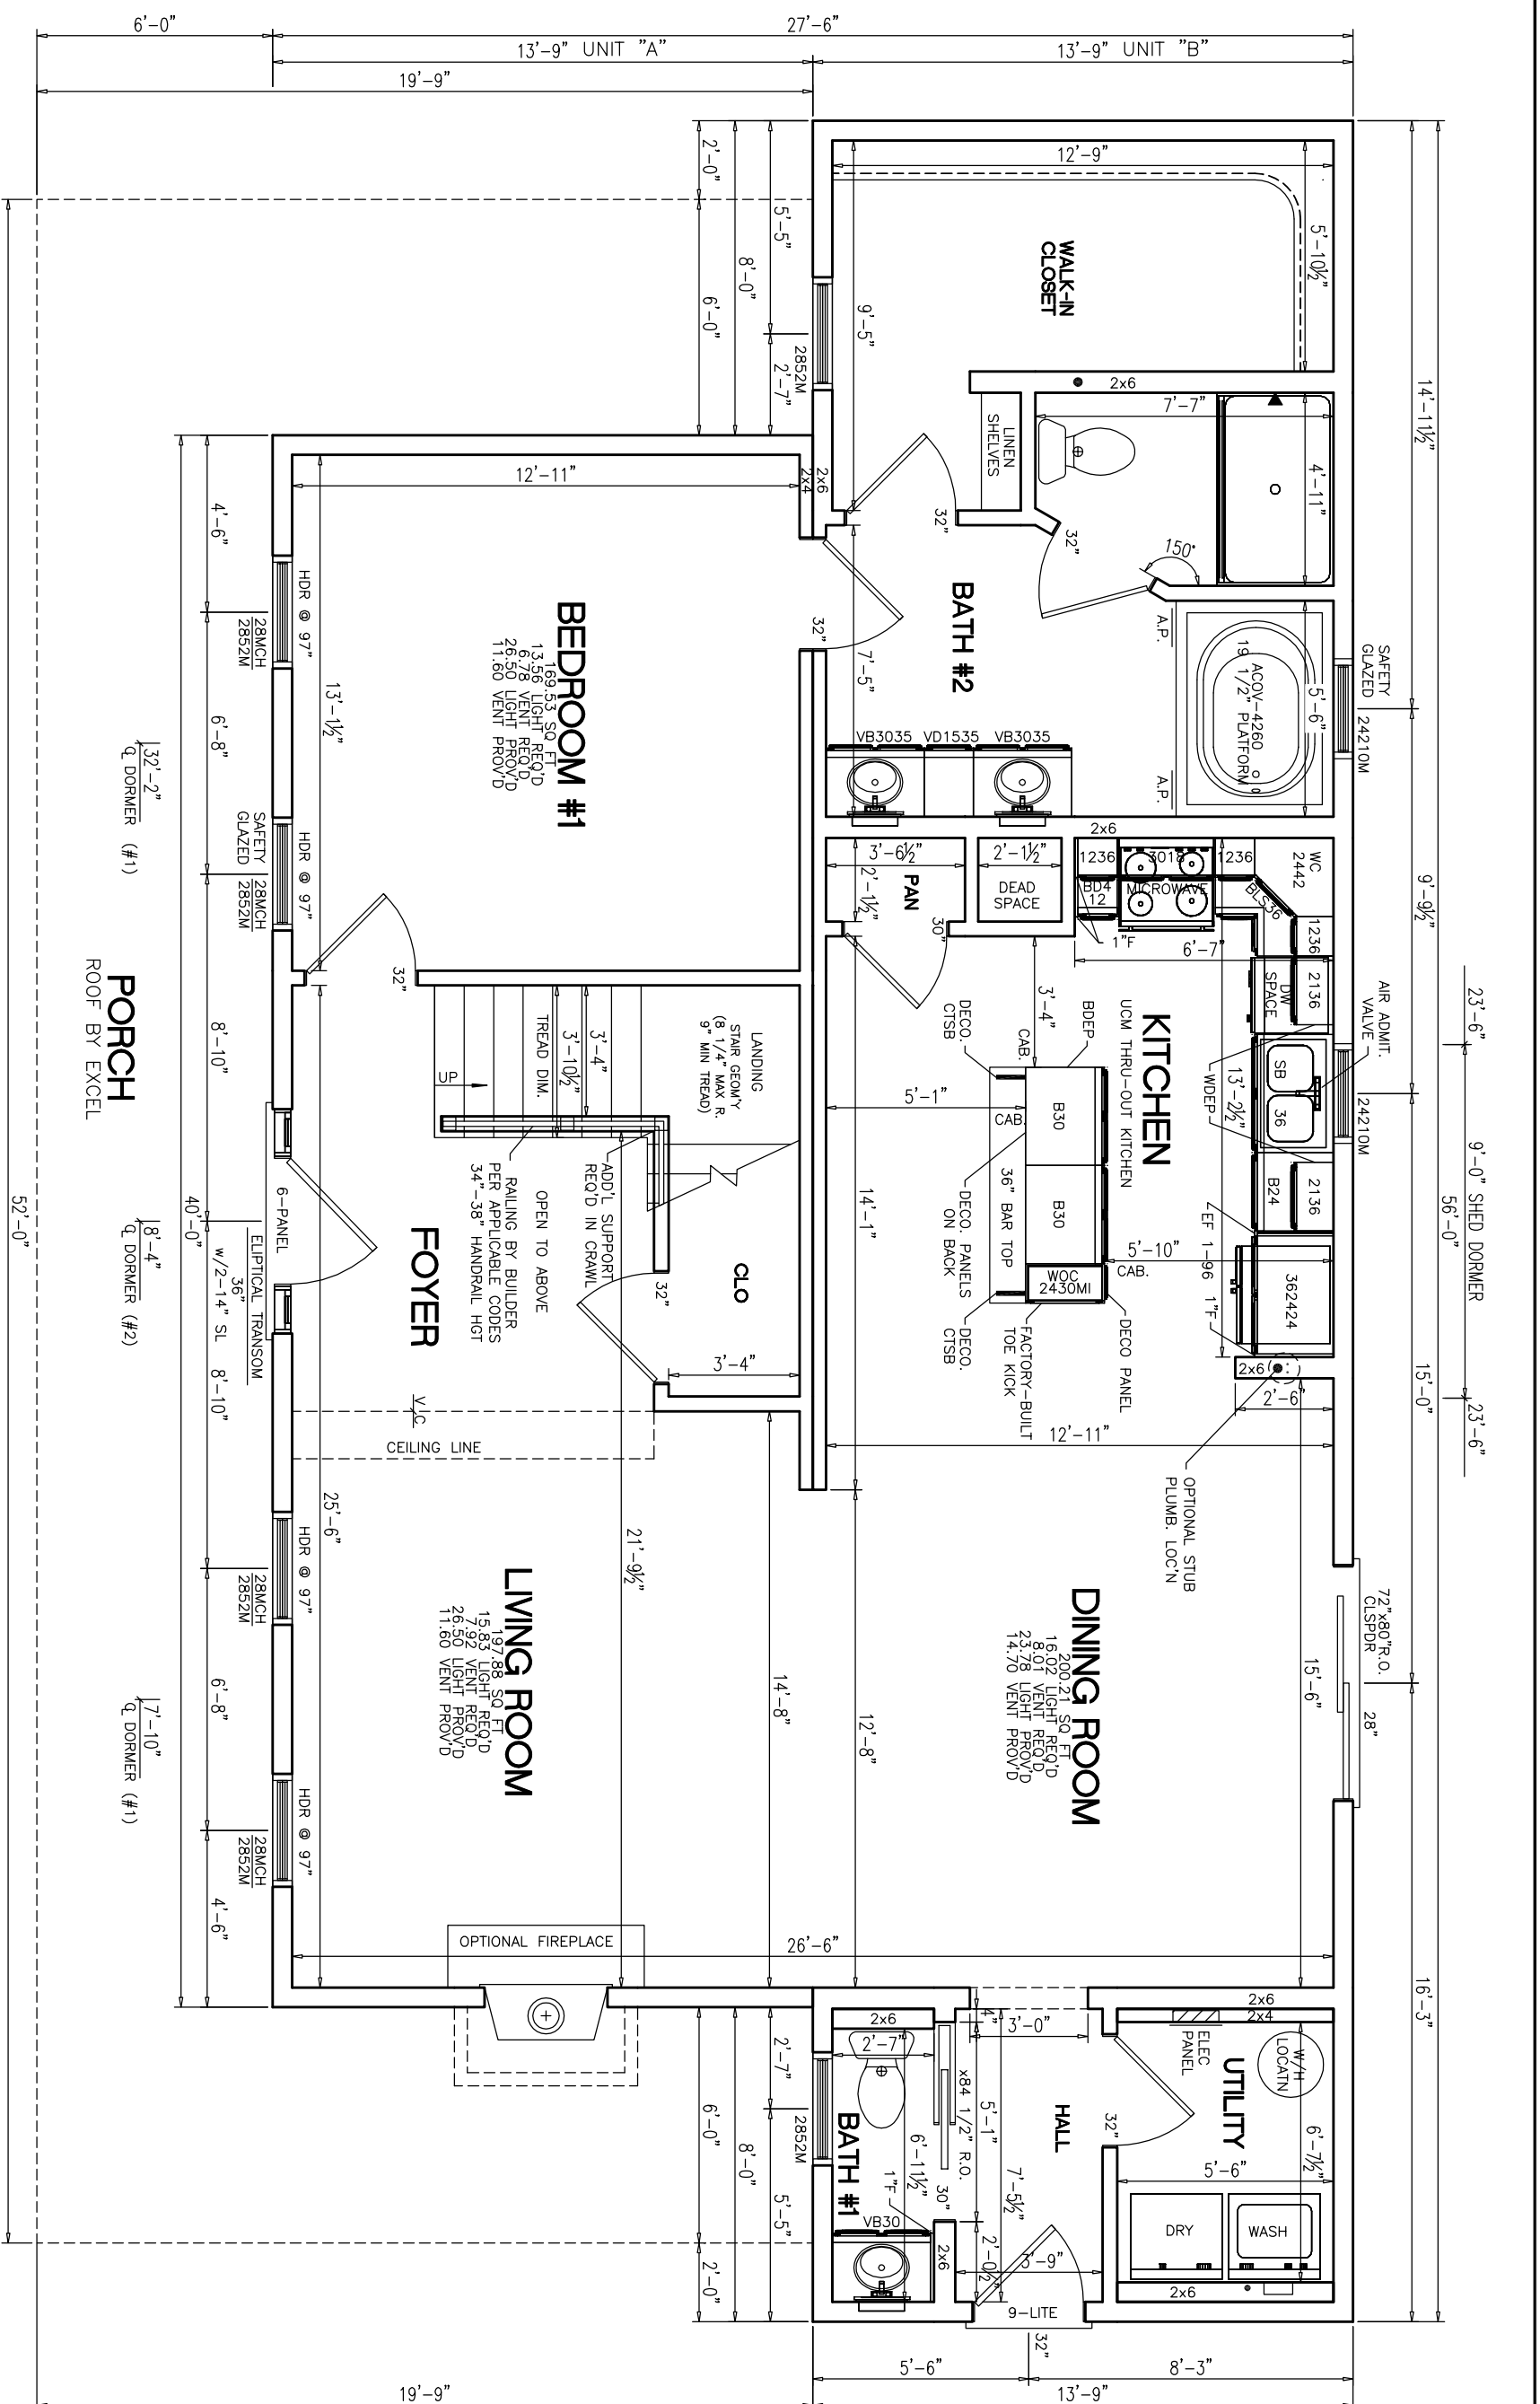 6'-0"
27'-6"
13'-9" UNIT "A"
13'-9" UNIT "B"
19'-9"
23'-6"
9'-0" SHED DORMER
23'-6"
56'-0"
14'-11½"
9'-9½"
15'-0"
16'-3"
SAFETY
GLAZED
24210M
AIR ADMIT.
VALVE
24210M
72"x80"R.O.
CLSPDR
28"
12'-9"
5'-10½"
WALK-IN
CLOSET
9'-5"
2x6
7'-7"
4'-11"
LINEN
SHELVES
32"
32"
150°
A.P.
A.P.
5'-6"
ACOV-4260
19 1/2" PLATFORM
BATH #2
7'-5"
32"
VB3035
VD1535
VB3035
2x6
3'-6½"
2'-1½"
PAN
30"
2'-1½"
DEAD
SPACE
1236
3018
1236
WC
2442
BD4
12
MICROWAVE
BLS36
1236
1"F
6'-7"
2136
DW
SPACE
SB
36
13'-2½"
WDEP
2136
B24
EF 1-96
1"F
362424
KITCHEN
UCM THRU-OUT KITCHEN
3'-4"
CAB.
BDEP
DECO.
CTSB
5'-1"
CAB.
B30
B30
36" BAR TOP
DECO. PANELS
ON BACK
WOC
2430MI
5'-10"
CAB.
DECO PANEL
FACTORY-BUILT
TOE KICK
DECO.
CTSB
14'-1"
2x6
2'-6"
12'-11"
OPTIONAL STUB
PLUMB. LOC'N
15'-6"
DINING ROOM
200.21 SQ FT
16.02 LIGHT REQ'D
8.01 VENT REQ'D
23.78 LIGHT PROV'D
14.70 VENT PROV'D
12'-8"
14'-8"
26'-6"
2x6
2x4
W/H
LOCATN
ELEC
PANEL
UTILITY
6'-7½"
5'-6"
32"
DRY
WASH
2x6
4"
3'-0"
HALL
5'-1"
x84 1/2" R.O.
7'-5½"
2'-0½"
3'-9"
30"
2x6
2'-7"
BATH #1
6'-11½"
1"F
VB30
2x6
9-LITE
32"
5'-6"
8'-3"
13'-9"
19'-9"
2'-0"
6'-0"
8'-0"
5'-5"
2'-7"
2852M
2x6
2x4
12'-11"
BEDROOM #1
169.53 SQ FT
13.56 LIGHT REQ'D
6.78 VENT REQ'D
26.50 LIGHT PROV'D
11.60 VENT PROV'D
13'-1½"
HDR @ 97"
HDR @ 97"
32"
LANDING
STAIR GEOM'Y
(8 1/4" MAX R.
9" MIN TREAD)
3'-4"
3'-10½"
TREAD DIM.
UP
ADD'L SUPPORT
REQ'D IN CRAWL
OPEN TO ABOVE
RAILING BY BUILDER
PER APPLICABLE CODES
34"-38" HANDRAIL HGT
CLO
32"
3'-4"
FOYER
6-PANEL
V.C.
CEILING LINE
25'-6"
21'-9½"
LIVING ROOM
197.88 SQ FT
15.83 LIGHT REQ'D
7.92 VENT REQ'D
26.50 LIGHT PROV'D
11.60 VENT PROV'D
HDR @ 97"
HDR @ 97"
OPTIONAL FIREPLACE
2'-7"
5'-5"
2852M
6'-0"
8'-0"
2'-0"
4'-6"
28MCH
2852M
6'-8"
SAFETY
GLAZED
28MCH
2852M
8'-10"
ELIPTICAL TRANSOM
36"
w/2-14" SL
8'-10"
28MCH
2852M
6'-8"
28MCH
2852M
4'-6"
40'-0"
32'-2"
℄ DORMER (#1)
8'-4"
℄ DORMER (#2)
7'-10"
℄ DORMER (#1)
PORCH
ROOF BY EXCEL
52'-0"